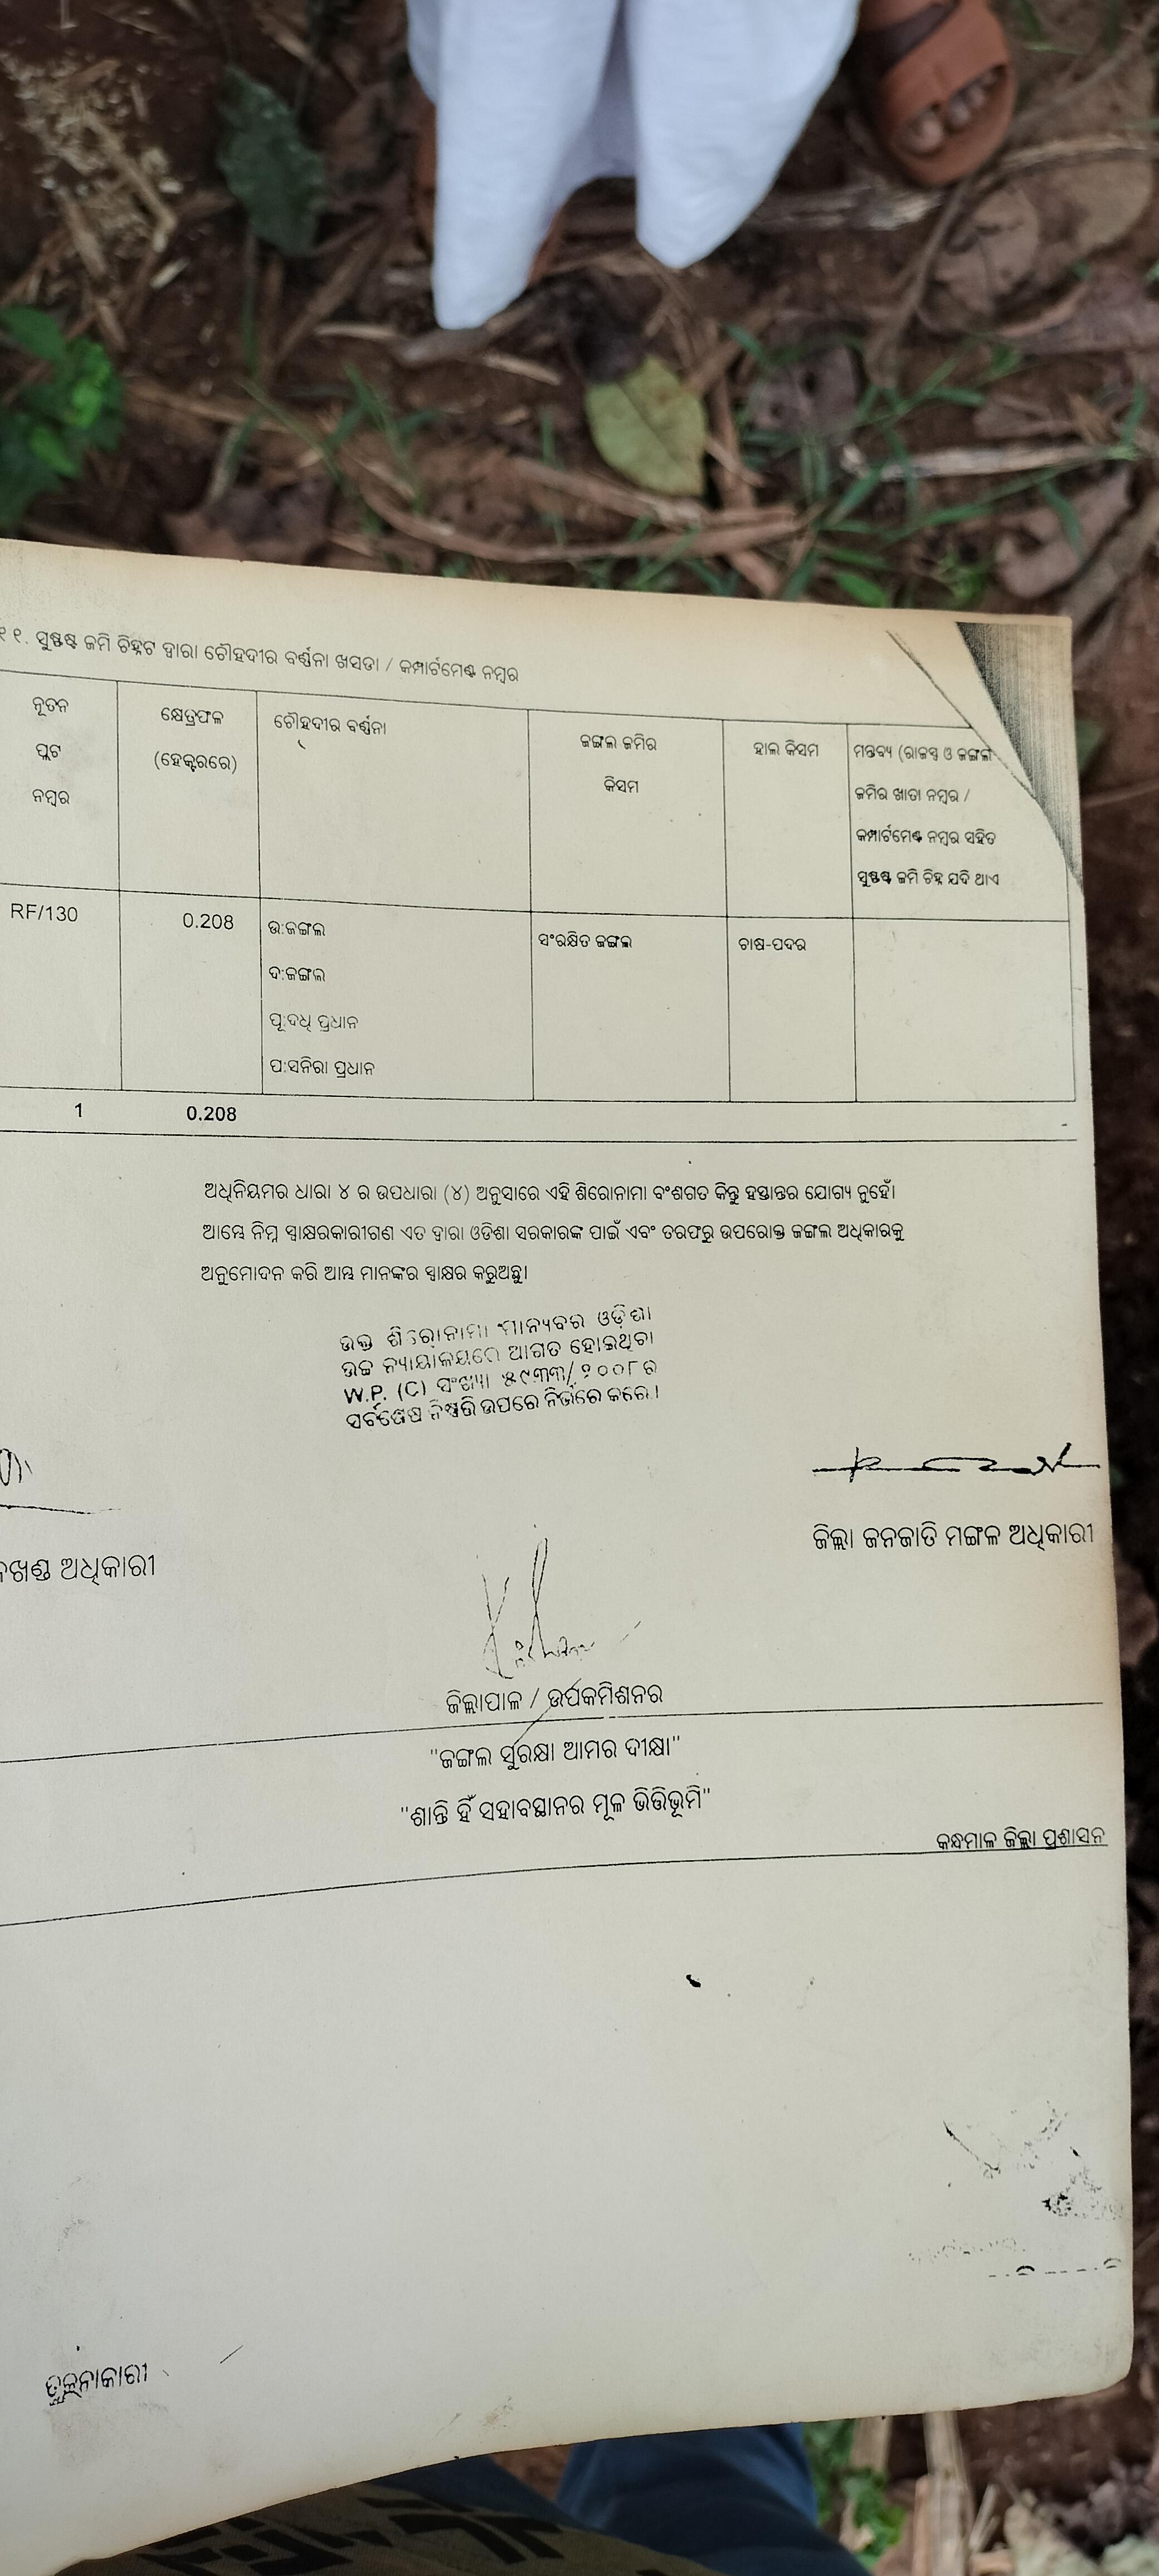 ୧୧. ସୁଷ୍ପଷ୍ଟ ଜମି ଚିହ୍ନଟ ଦ୍ୱାରା ଚୌହଦୀର ବର୍ଣ୍ଣନା ଖସଡା / କମ୍ପାର୍ଟମେଣ୍ଟ ନମ୍ବର
ନୂତନ
ପ୍ଲଟ
ନମ୍ବର
କ୍ଷେତ୍ରଫଳ
(ହେକ୍ଟରରେ)
ଚୌହଦୀର ବର୍ଣ୍ଣନା
ଜଙ୍ଗଲ ଜମିର
କିସମ
ହାଲ କିସମ
ମନ୍ତବ୍ୟ (ରାଜସ୍ୱ ଓ ଜଙ୍ଗଲ
ଜମିର ଖାତା ନମ୍ବର /
କମ୍ପାର୍ଟମେଣ୍ଟ ନମ୍ବର ସହିତ
ସୁଷ୍ପଷ୍ଟ ଜମି ଚିହ୍ନ ଯଦି ଥାଏ
RF/130
0.208
ଉ:ଜଙ୍ଗଲ
ଦ:ଜଙ୍ଗଲ
ପୂ:ଦଧି ପ୍ରଧାନ
ପ:ସନିରା ପ୍ରଧାନ
ସଂରକ୍ଷିତ ଜଙ୍ଗଲ
ଚାଷ-ପଦର
1 0.208
ଅଧିନିୟମର ଧାରା ୪ ର ଉପଧାରା (୪) ଅନୁସାରେ ଏହି ଶିରୋନାମା ବଂଶଗତ କିନ୍ତୁ ହସ୍ତାନ୍ତର ଯୋଗ୍ୟ ନୁହେଁ।
ଆମ୍ଭେ ନିମ୍ନ ସ୍ୱାକ୍ଷରକାରୀଗଣ ଏତ ଦ୍ୱାରା ଓଡିଶା ସରକାରଙ୍କ ପାଇଁ ଏବଂ ତରଫରୁ ଉପରୋକ୍ତ ଜଙ୍ଗଲ ଅଧିକାରକୁ
ଅନୁମୋଦନ କରି ଆମ୍ଭ ମାନଙ୍କର ସ୍ୱାକ୍ଷର କରୁଅଛୁ।
ଉକ୍ତ ଶିରୋନାମା ମାନ୍ୟବର ଓଡ଼ିଶା
ଉଚ୍ଚ ନ୍ୟାୟାଳୟରେ ଆଗତ ହୋଇଥିବା
W.P. (C) ସଂଖ୍ୟା ୫୯୩୩/୨୦୦୮ର
ସର୍ବଶେଷ ନିଷ୍ପତ୍ତି ଉପରେ ନିର୍ଭରେ କରେ।
ଜିଲ୍ଲା ଜନଜାତି ମଙ୍ଗଳ ଅଧିକାରୀ
ନଖଣ୍ଡ ଅଧିକାରୀ
ଜିଲ୍ଲାପାଳ / ଉପକମିଶନର
"ଜଙ୍ଗଲ ସୁରକ୍ଷା ଆମର ଦୀକ୍ଷା"
"ଶାନ୍ତି ହିଁ ସହାବସ୍ଥାନର ମୂଳ ଭିତ୍ତିଭୂମି"
କନ୍ଧମାଳ ଜିଲ୍ଲା ପ୍ରଶାସନ
ତୁଳନାକାରୀ